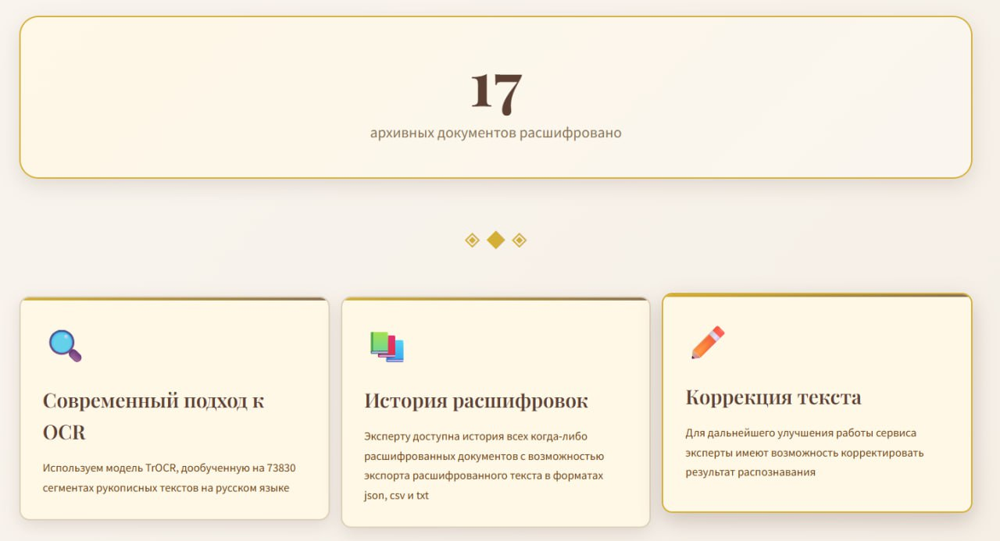 17
архивных документов расшифровано
Современный подход к
OCR
Используем модель TrOCR, дообученную на 73830
сегментах рукописных текстов на русском языке
История расшифровок
Эксперту доступна история всех когда-либо
расшифрованных документов с возможностью
экспорта расшифрованного текста в форматах
json, csv и txt
Коррекция текста
Для дальнейшего улучшения работы сервиса
эксперты имеют возможность корректировать
результат распознавания